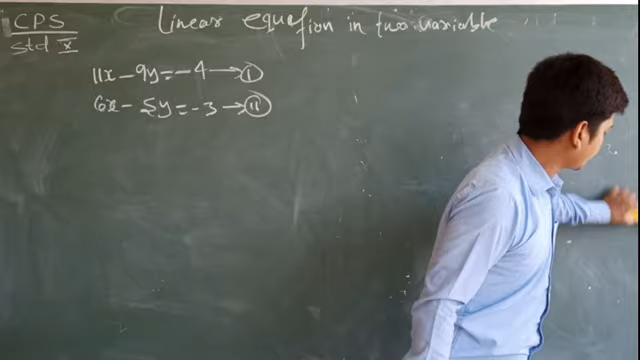 CPS
std X
Linear equation in two variable
11x - 9y = - 4 → I
6x - 5y = - 3 → II